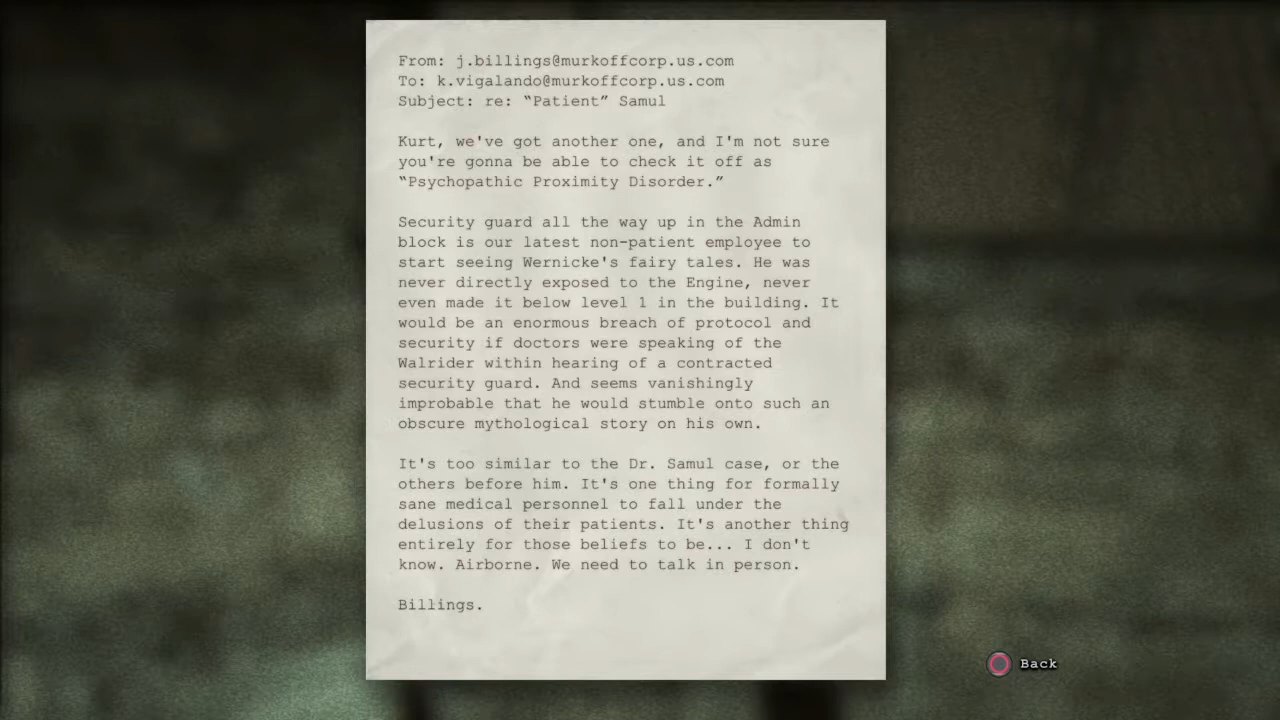 From: j.billings@murkoffcorp.us.com
To: k.vigalando@murkoffcorp.us.com
Subject: re: “Patient” Samul
Kurt, we've got another one, and I'm not sure
you're gonna be able to check it off as
“Psychopathic Proximity Disorder.”
Security guard all the way up in the Admin
block is our latest non-patient employee to
start seeing Wernicke's fairy tales. He was
never directly exposed to the Engine, never
even made it below level 1 in the building. It
would be an enormous breach of protocol and
security if doctors were speaking of the
Walrider within hearing of a contracted
security guard. And seems vanishingly
improbable that he would stumble onto such an
obscure mythological story on his own.
It's too similar to the Dr. Samul case, or the
others before him. It's one thing for formally
sane medical personnel to fall under the
delusions of their patients. It's another thing
entirely for those beliefs to be... I don't
know. Airborne. We need to talk in person.
Billings.
Back